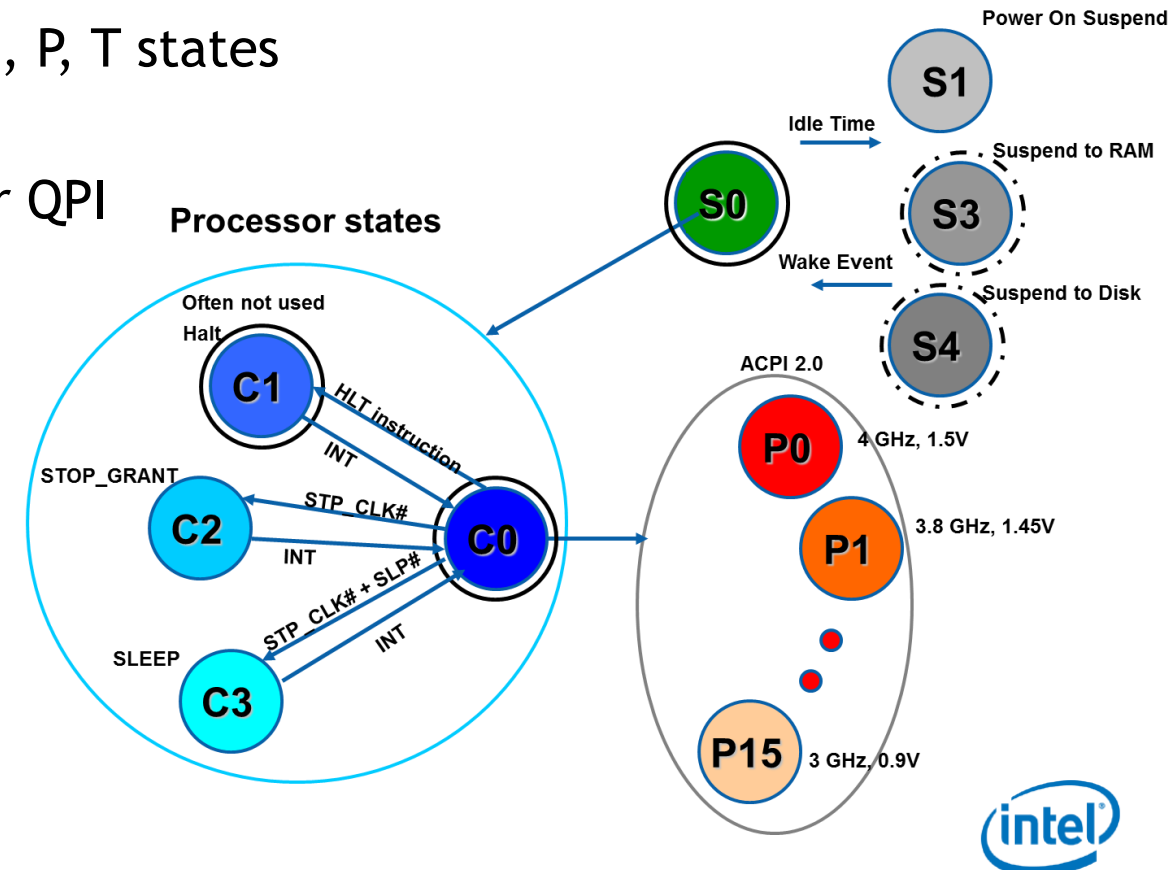 , P, T states
r QPI
Power On Suspend
S1
Idle Time
Suspend to RAM
S0
S3
Wake Event
Suspend to Disk
S4
Processor states
Often not used
Halt
C1
HLT instruction
INT
STOP_GRANT
C2
STP_CLK#
INT
C0
STP_CLK# + SLP#
INT
SLEEP
C3
ACPI 2.0
P0
4 GHz, 1.5V
P1
3.8 GHz, 1.45V
P15
3 GHz, 0.9V
intel